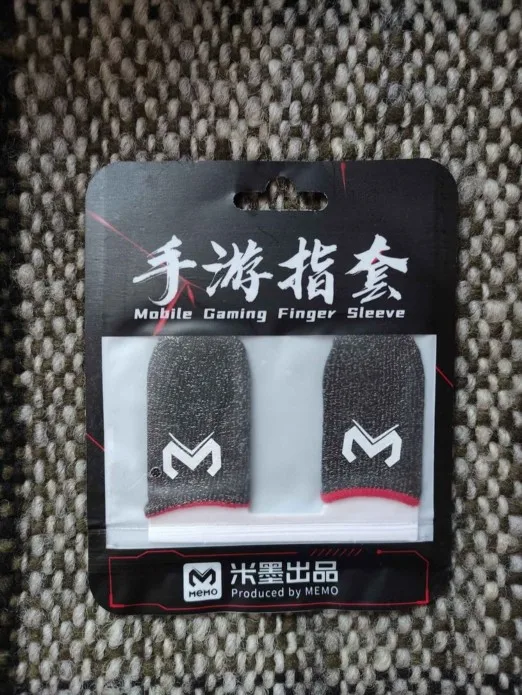 手游指套
Mobile Gaming Finger Sleeve
MEMO
米墨出品
Produced by MEMO